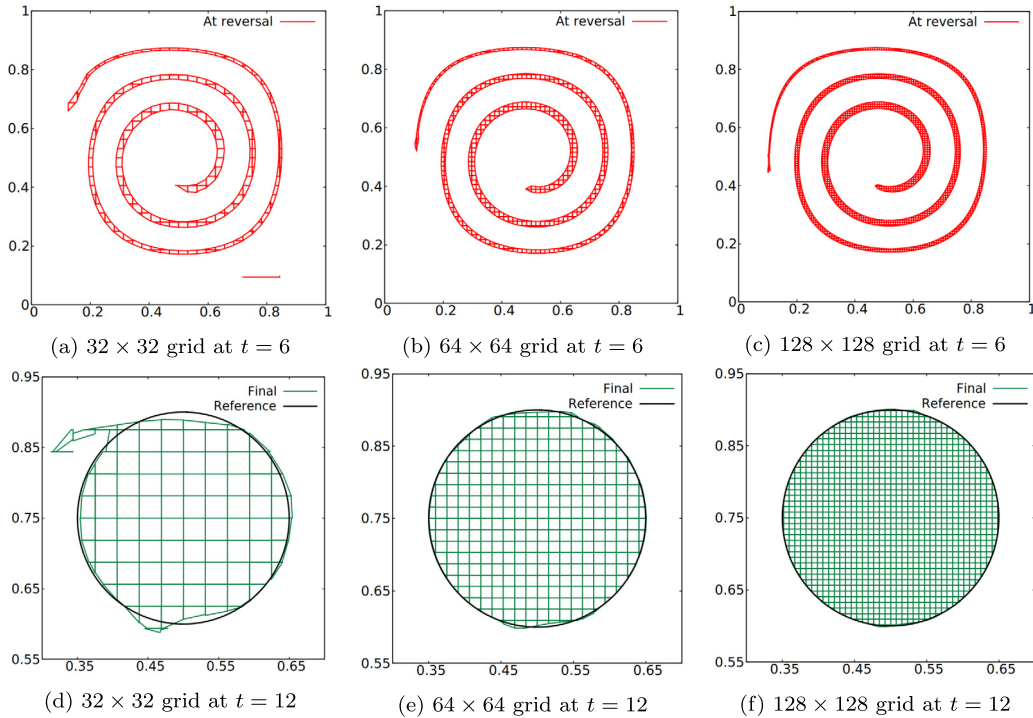 At reversal
At reversal
At reversal
1
0.8
0.6
0.4
0.2
0
0 0.2 0.4 0.6 0.8 1
1
0.8
0.6
0.4
0.2
0
0 0.2 0.4 0.6 0.8 1
1
0.8
0.6
0.4
0.2
0
0 0.2 0.4 0.6 0.8 1
(a) 32 × 32 grid at t = 6
(b) 64 × 64 grid at t = 6
(c) 128 × 128 grid at t = 6
Final
Reference
0.95
0.85
0.75
0.65
0.55
0.35 0.45 0.55 0.65
Final
Reference
0.95
0.85
0.75
0.65
0.55
0.35 0.45 0.55 0.65
Final
Reference
0.95
0.85
0.75
0.65
0.55
0.35 0.45 0.55 0.65
(d) 32 × 32 grid at t = 12
(e) 64 × 64 grid at t = 12
(f) 128 × 128 grid at t = 12